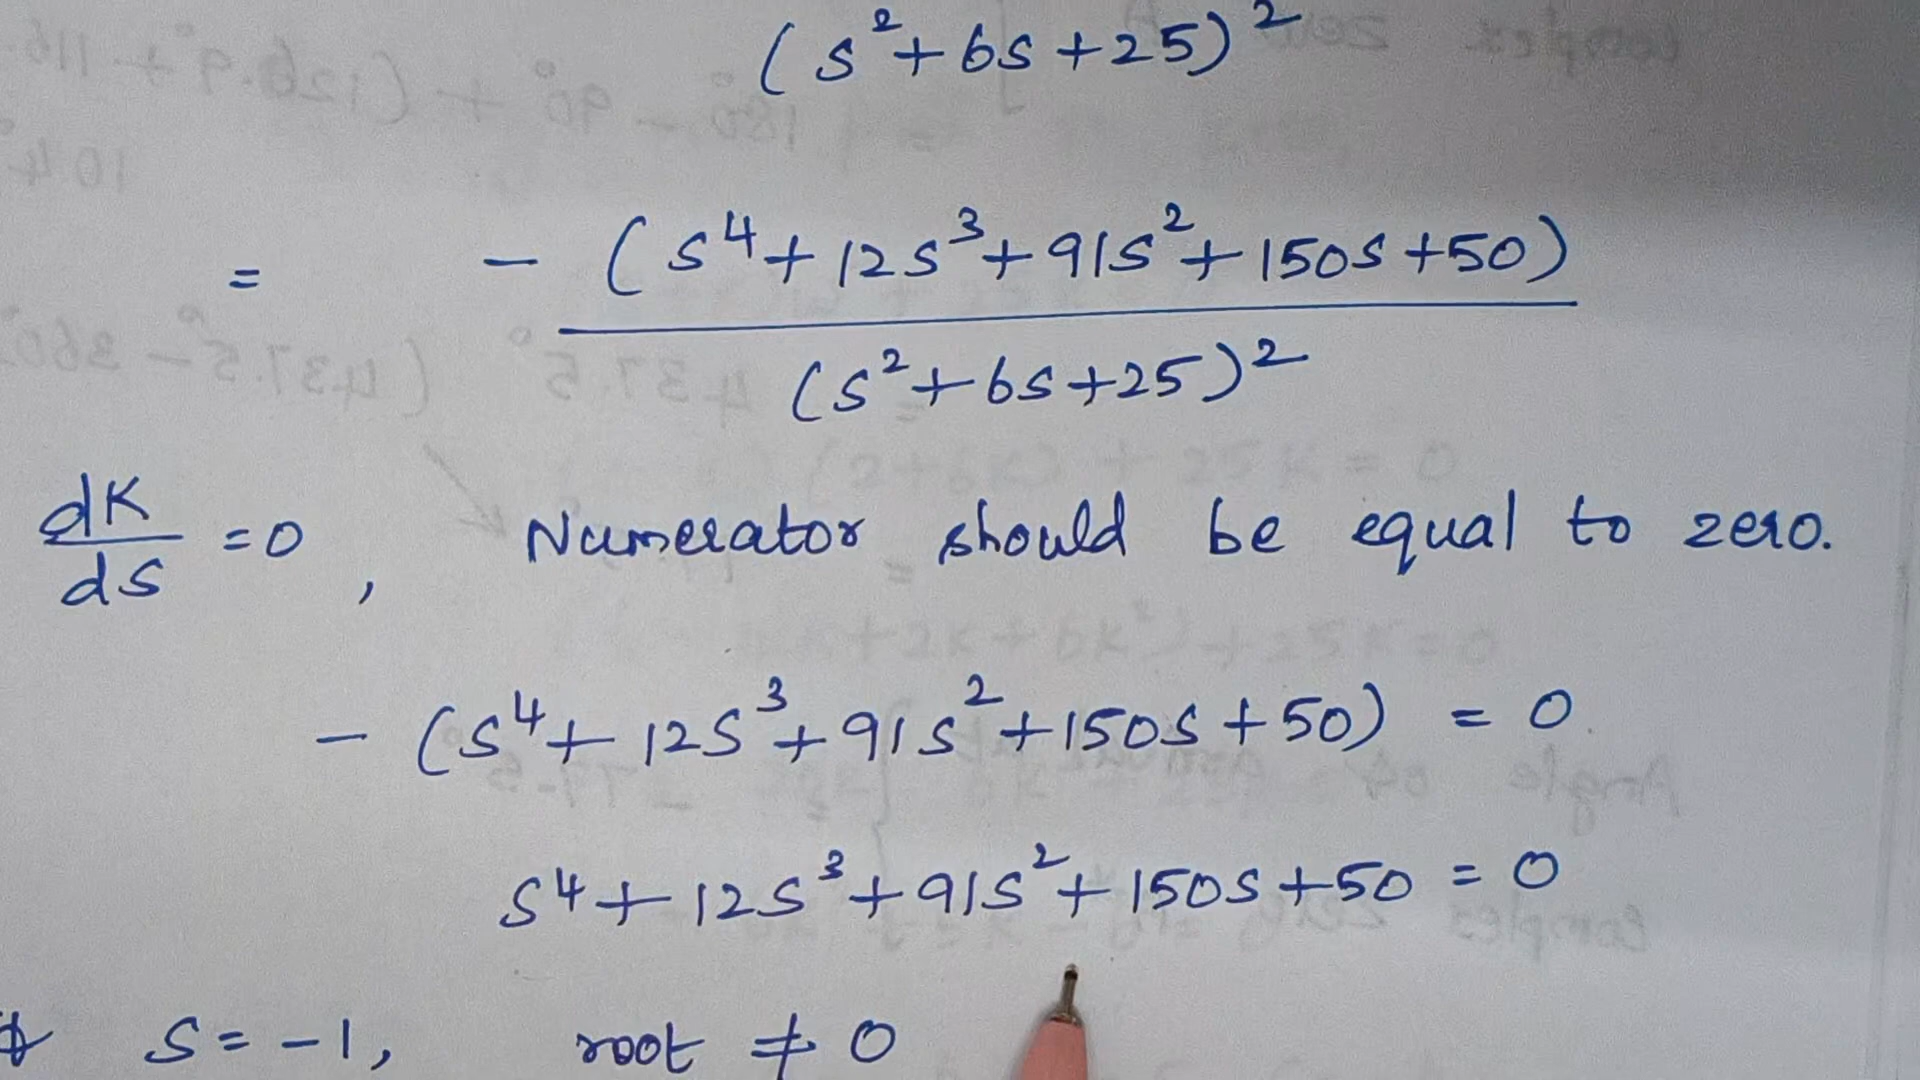 (s²+6s+25)²
= - (s⁴+12s³+91s²+150s+50)
(s²+6s+25)²
dK/ds =0, Numerator should be equal to zero.
- (s⁴+12s³+91s²+150s+50) = 0
s⁴+12s³+91s²+150s+50 = 0
s=-1, root ≠ 0